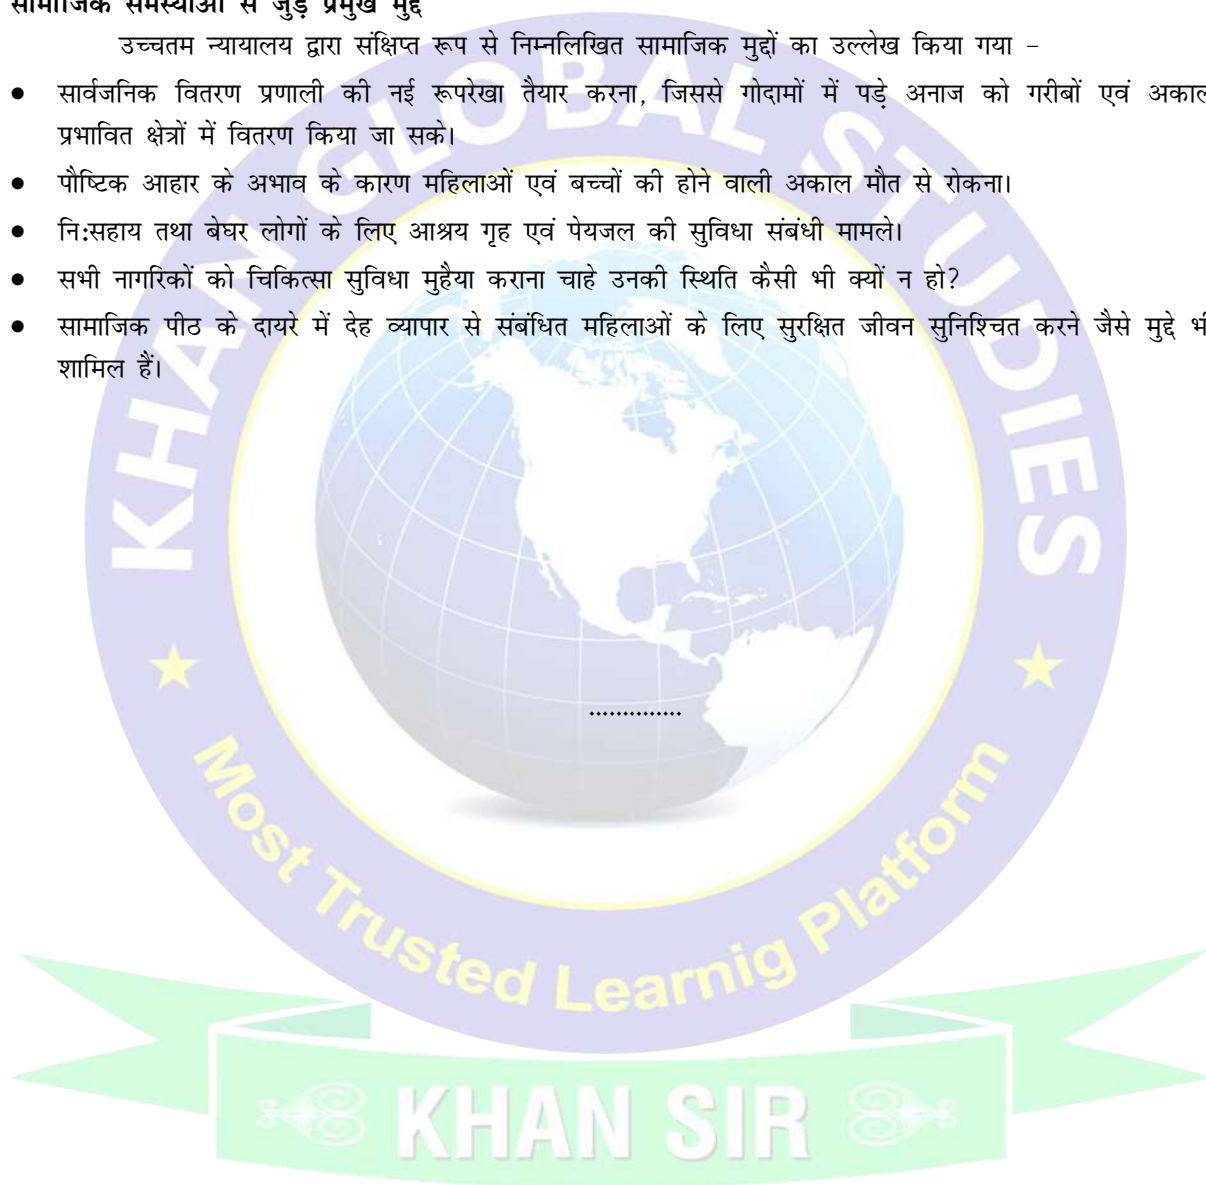 सामाजिक समस्याओं से जुड़े प्रमुख मुद्दे
उच्चतम न्यायालय द्वारा संक्षिप्त रूप से निम्नलिखित सामाजिक मुद्दों का उल्लेख किया गया –
● सार्वजनिक वितरण प्रणाली की नई रूपरेखा तैयार करना, जिससे गोदामों में पड़े अनाज को गरीबों एवं अकाल
प्रभावित क्षेत्रों में वितरण किया जा सके।
● पौष्टिक आहार के अभाव के कारण महिलाओं एवं बच्चों की होने वाली अकाल मौत से रोकना।
● नि:सहाय तथा बेघर लोगों के लिए आश्रय गृह एवं पेयजल की सुविधा संबंधी मामले।
● सभी नागरिकों को चिकित्सा सुविधा मुहैया कराना चाहे उनकी स्थिति कैसी भी क्यों न हो?
● सामाजिक पीठ के दायरे में देह व्यापार से संबंधित महिलाओं के लिए सुरक्षित जीवन सुनिश्चित करने जैसे मुद्दे भी
शामिल हैं।
..............
KHAN GLOBAL STUDIES
Most Trusted Learnig Platform
KHAN SIR